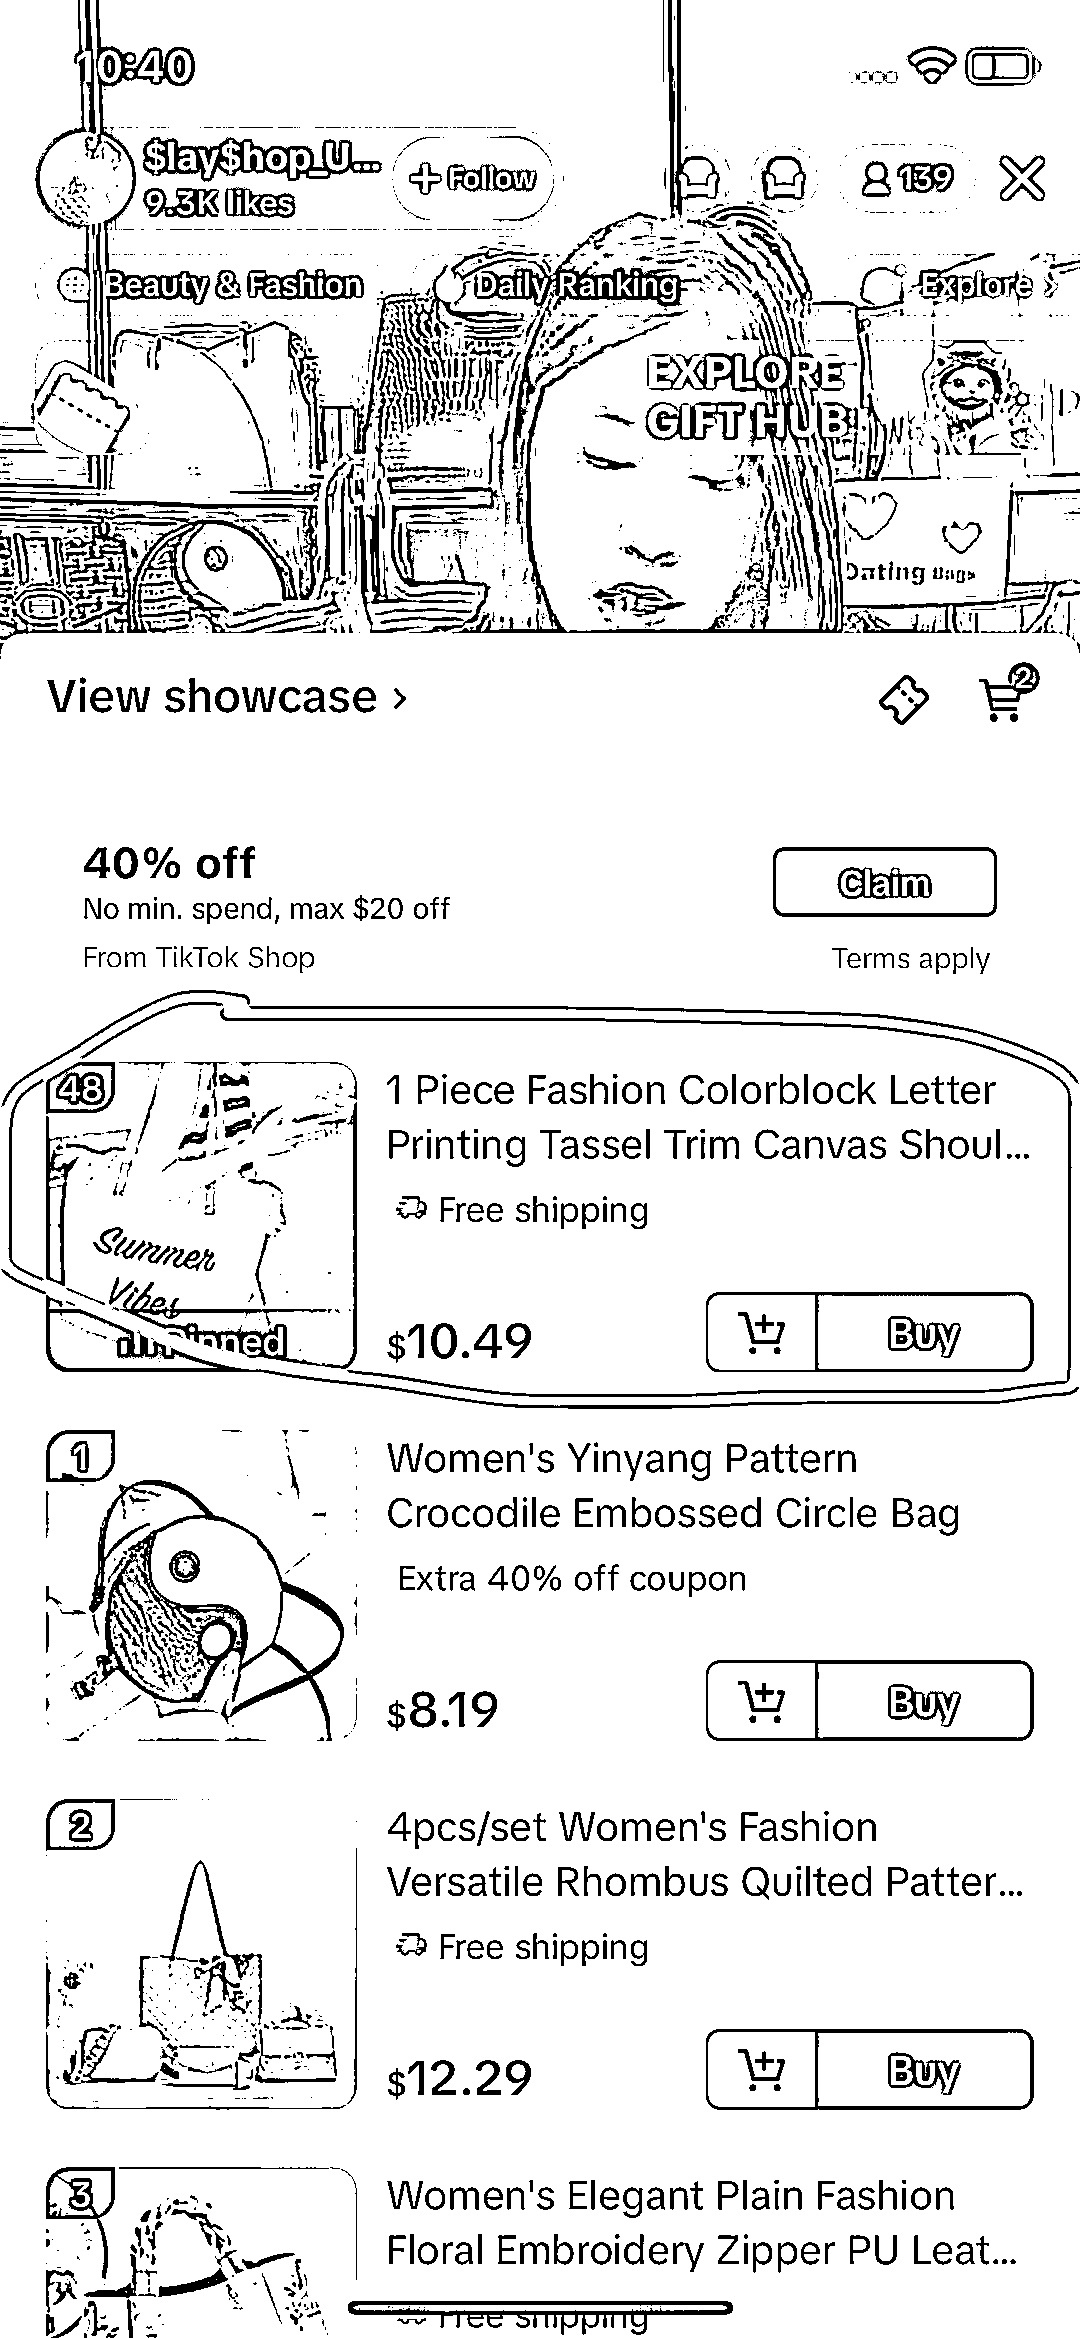 10:40
$lay$hop_U...
9.3K likes
+ Follow
139
Beauty & Fashion
Daily Ranking
Explore >
EXPLORE
GIFT HUB
Dating Bags
View showcase >
2
40% off
No min. spend, max $20 off
From TikTok Shop
Claim
Terms apply
48
1 Piece Fashion Colorblock Letter
Printing Tassel Trim Canvas Shoul...
Free shipping
Summer
Vibes
Pinned
$10.49
Buy
1
Women's Yinyang Pattern
Crocodile Embossed Circle Bag
Extra 40% off coupon
$8.19
Buy
2
4pcs/set Women's Fashion
Versatile Rhombus Quilted Patter...
Free shipping
$12.29
Buy
3
Women's Elegant Plain Fashion
Floral Embroidery Zipper PU Leat...
Free shipping